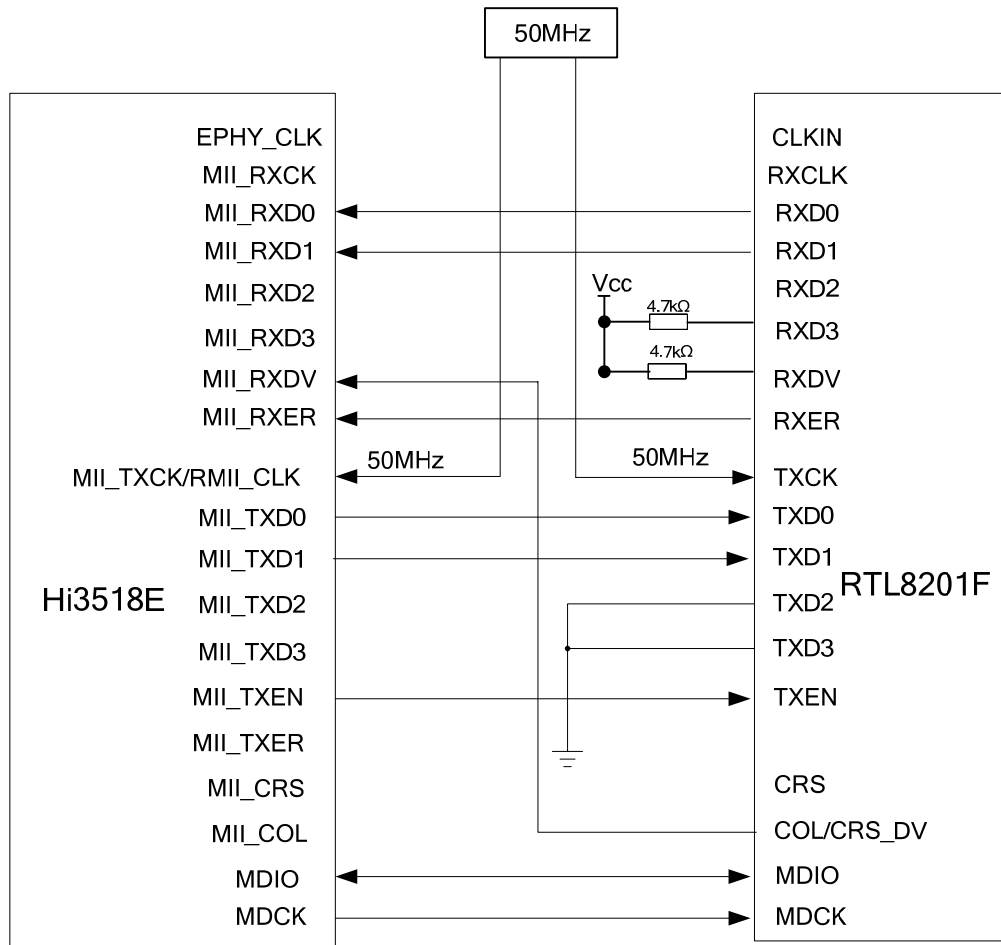 50MHz
EPHY_CLK
MII_RXCK
MII_RXD0
MII_RXD1
MII_RXD2
MII_RXD3
MII_RXDV
MII_RXER
MII_TXCK/RMII_CLK
MII_TXD0
MII_TXD1
Hi3518E
MII_TXD2
MII_TXD3
MII_TXEN
MII_TXER
MII_CRS
MII_COL
MDIO
MDCK
50MHz
50MHz
Vcc
4.7kΩ
4.7kΩ
CLKIN
RXCLK
RXD0
RXD1
RXD2
RXD3
RXDV
RXER
TXCK
TXD0
TXD1
RTL8201F
TXD2
TXD3
TXEN
CRS
COL/CRS_DV
MDIO
MDCK